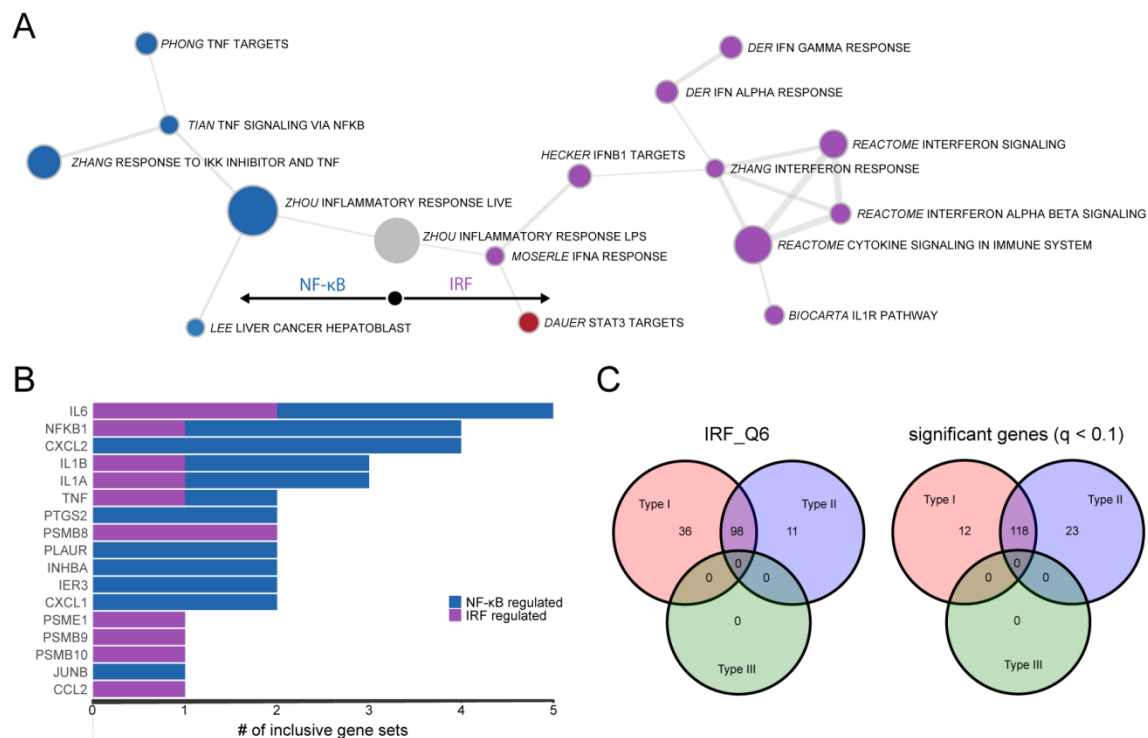 A
PHONG TNF TARGETS
DER IFN GAMMA RESPONSE
DER IFN ALPHA RESPONSE
TIAN TNF SIGNALING VIA NFKB
ZHANG RESPONSE TO IKK INHIBITOR AND TNF
HECKER IFNB1 TARGETS
REACTOME INTERFERON SIGNALING
ZHANG INTERFERON RESPONSE
ZHOU INFLAMMATORY RESPONSE LIVE
REACTOME INTERFERON ALPHA BETA SIGNALING
ZHOU INFLAMMATORY RESPONSE LPS
REACTOME CYTOKINE SIGNALING IN IMMUNE SYSTEM
MOSERLE IFNA RESPONSE
NF-κB IRF
LEE LIVER CANCER HEPATOBLAST
DAUER STAT3 TARGETS
BIOCARTA IL1R PATHWAY
B
IL6
NFKB1
CXCL2
IL1B
IL1A
TNF
PTGS2
PSMB8
PLAUR
INHBA
IER3
CXCL1
PSME1
PSMB9
PSMB10
JUNB
CCL2
NF-κB regulated
IRF regulated
0 1 2 3 4 5
# of inclusive gene sets
C
IRF_Q6
Type I
Type II
36 98 11
0
0 0
0
Type III
significant genes (q < 0.1)
Type I
Type II
12 118 23
0
0 0
0
Type III